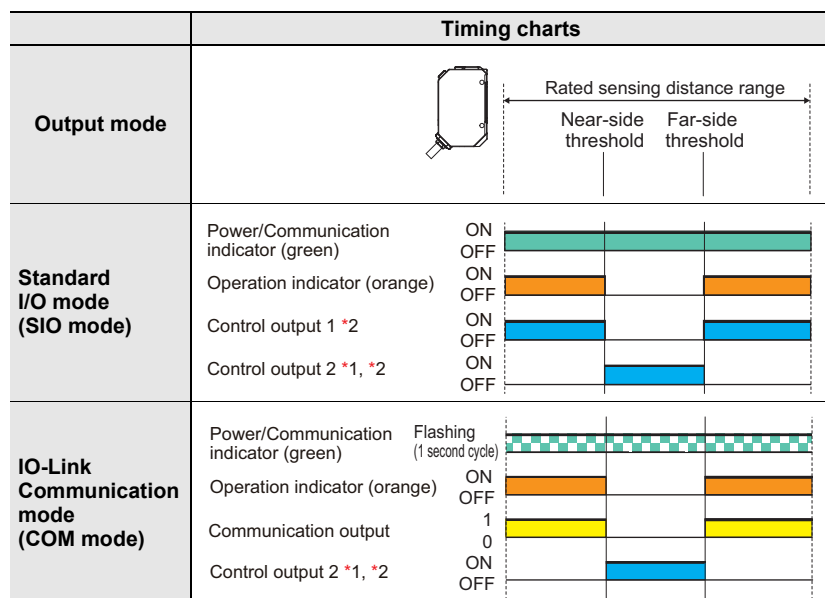 Timing charts
Output mode
Rated sensing distance range
Near-side
threshold
Far-side
threshold
Standard
I/O mode
(SIO mode)
Power/Communication
indicator (green)
ON
OFF
Operation indicator (orange)
ON
OFF
Control output 1 *2
ON
OFF
Control output 2 *1, *2
ON
OFF
IO-Link
Communication
mode
(COM mode)
Power/Communication
indicator (green)
Flashing
(1 second cycle)
Operation indicator (orange)
ON
OFF
Communication output
1
0
Control output 2 *1, *2
ON
OFF